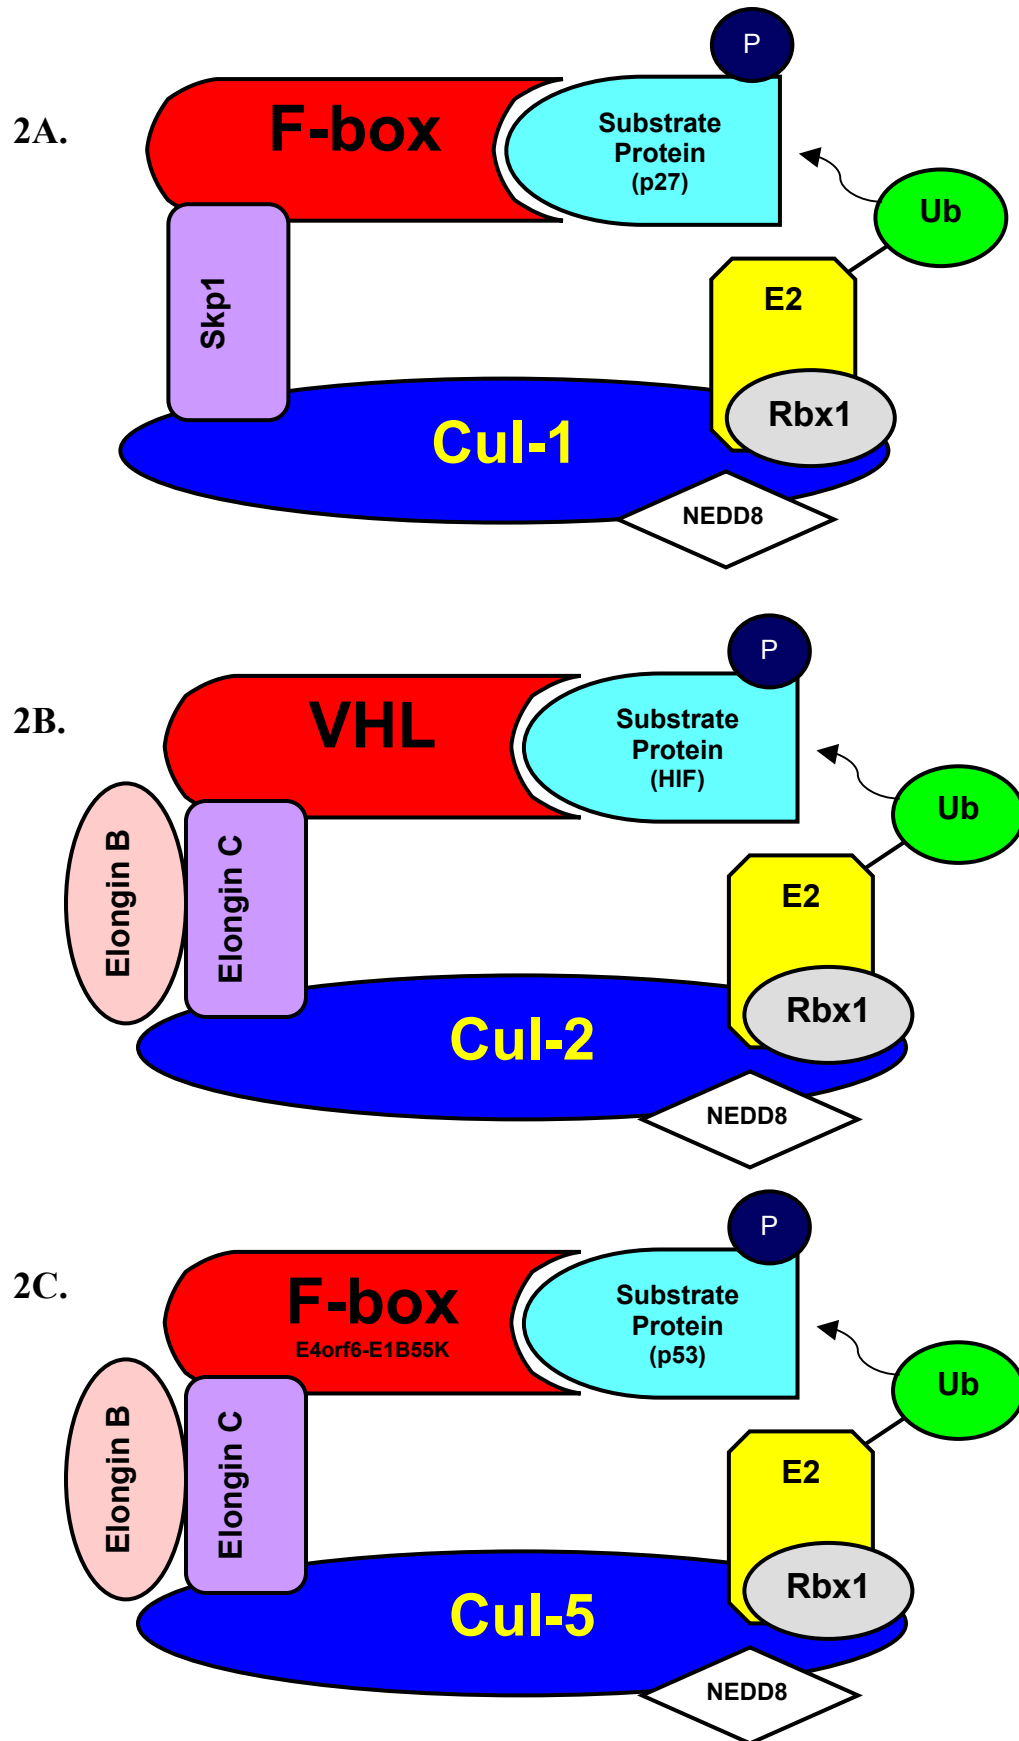 2A.
P
F-box
Substrate
Protein
(p27)
Ub
Skp1
E2
Rbx1
Cul-1
NEDD8
2B.
P
VHL
Substrate
Protein
(HIF)
Ub
Elongin B
Elongin C
E2
Rbx1
Cul-2
NEDD8
2C.
P
F-box
E4orf6-E1B55K
Substrate
Protein
(p53)
Ub
Elongin B
Elongin C
E2
Rbx1
Cul-5
NEDD8